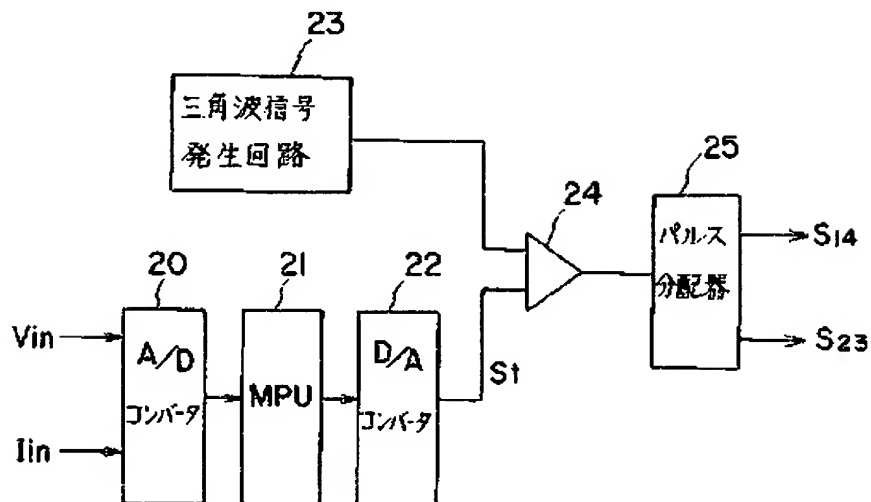 23
三角波信号
発生回路
24
25
パルス
分配器
S14
S23
20
21
22
Vin
Iin
A/D
コンバータ
MPU
D/A
コンバータ
St